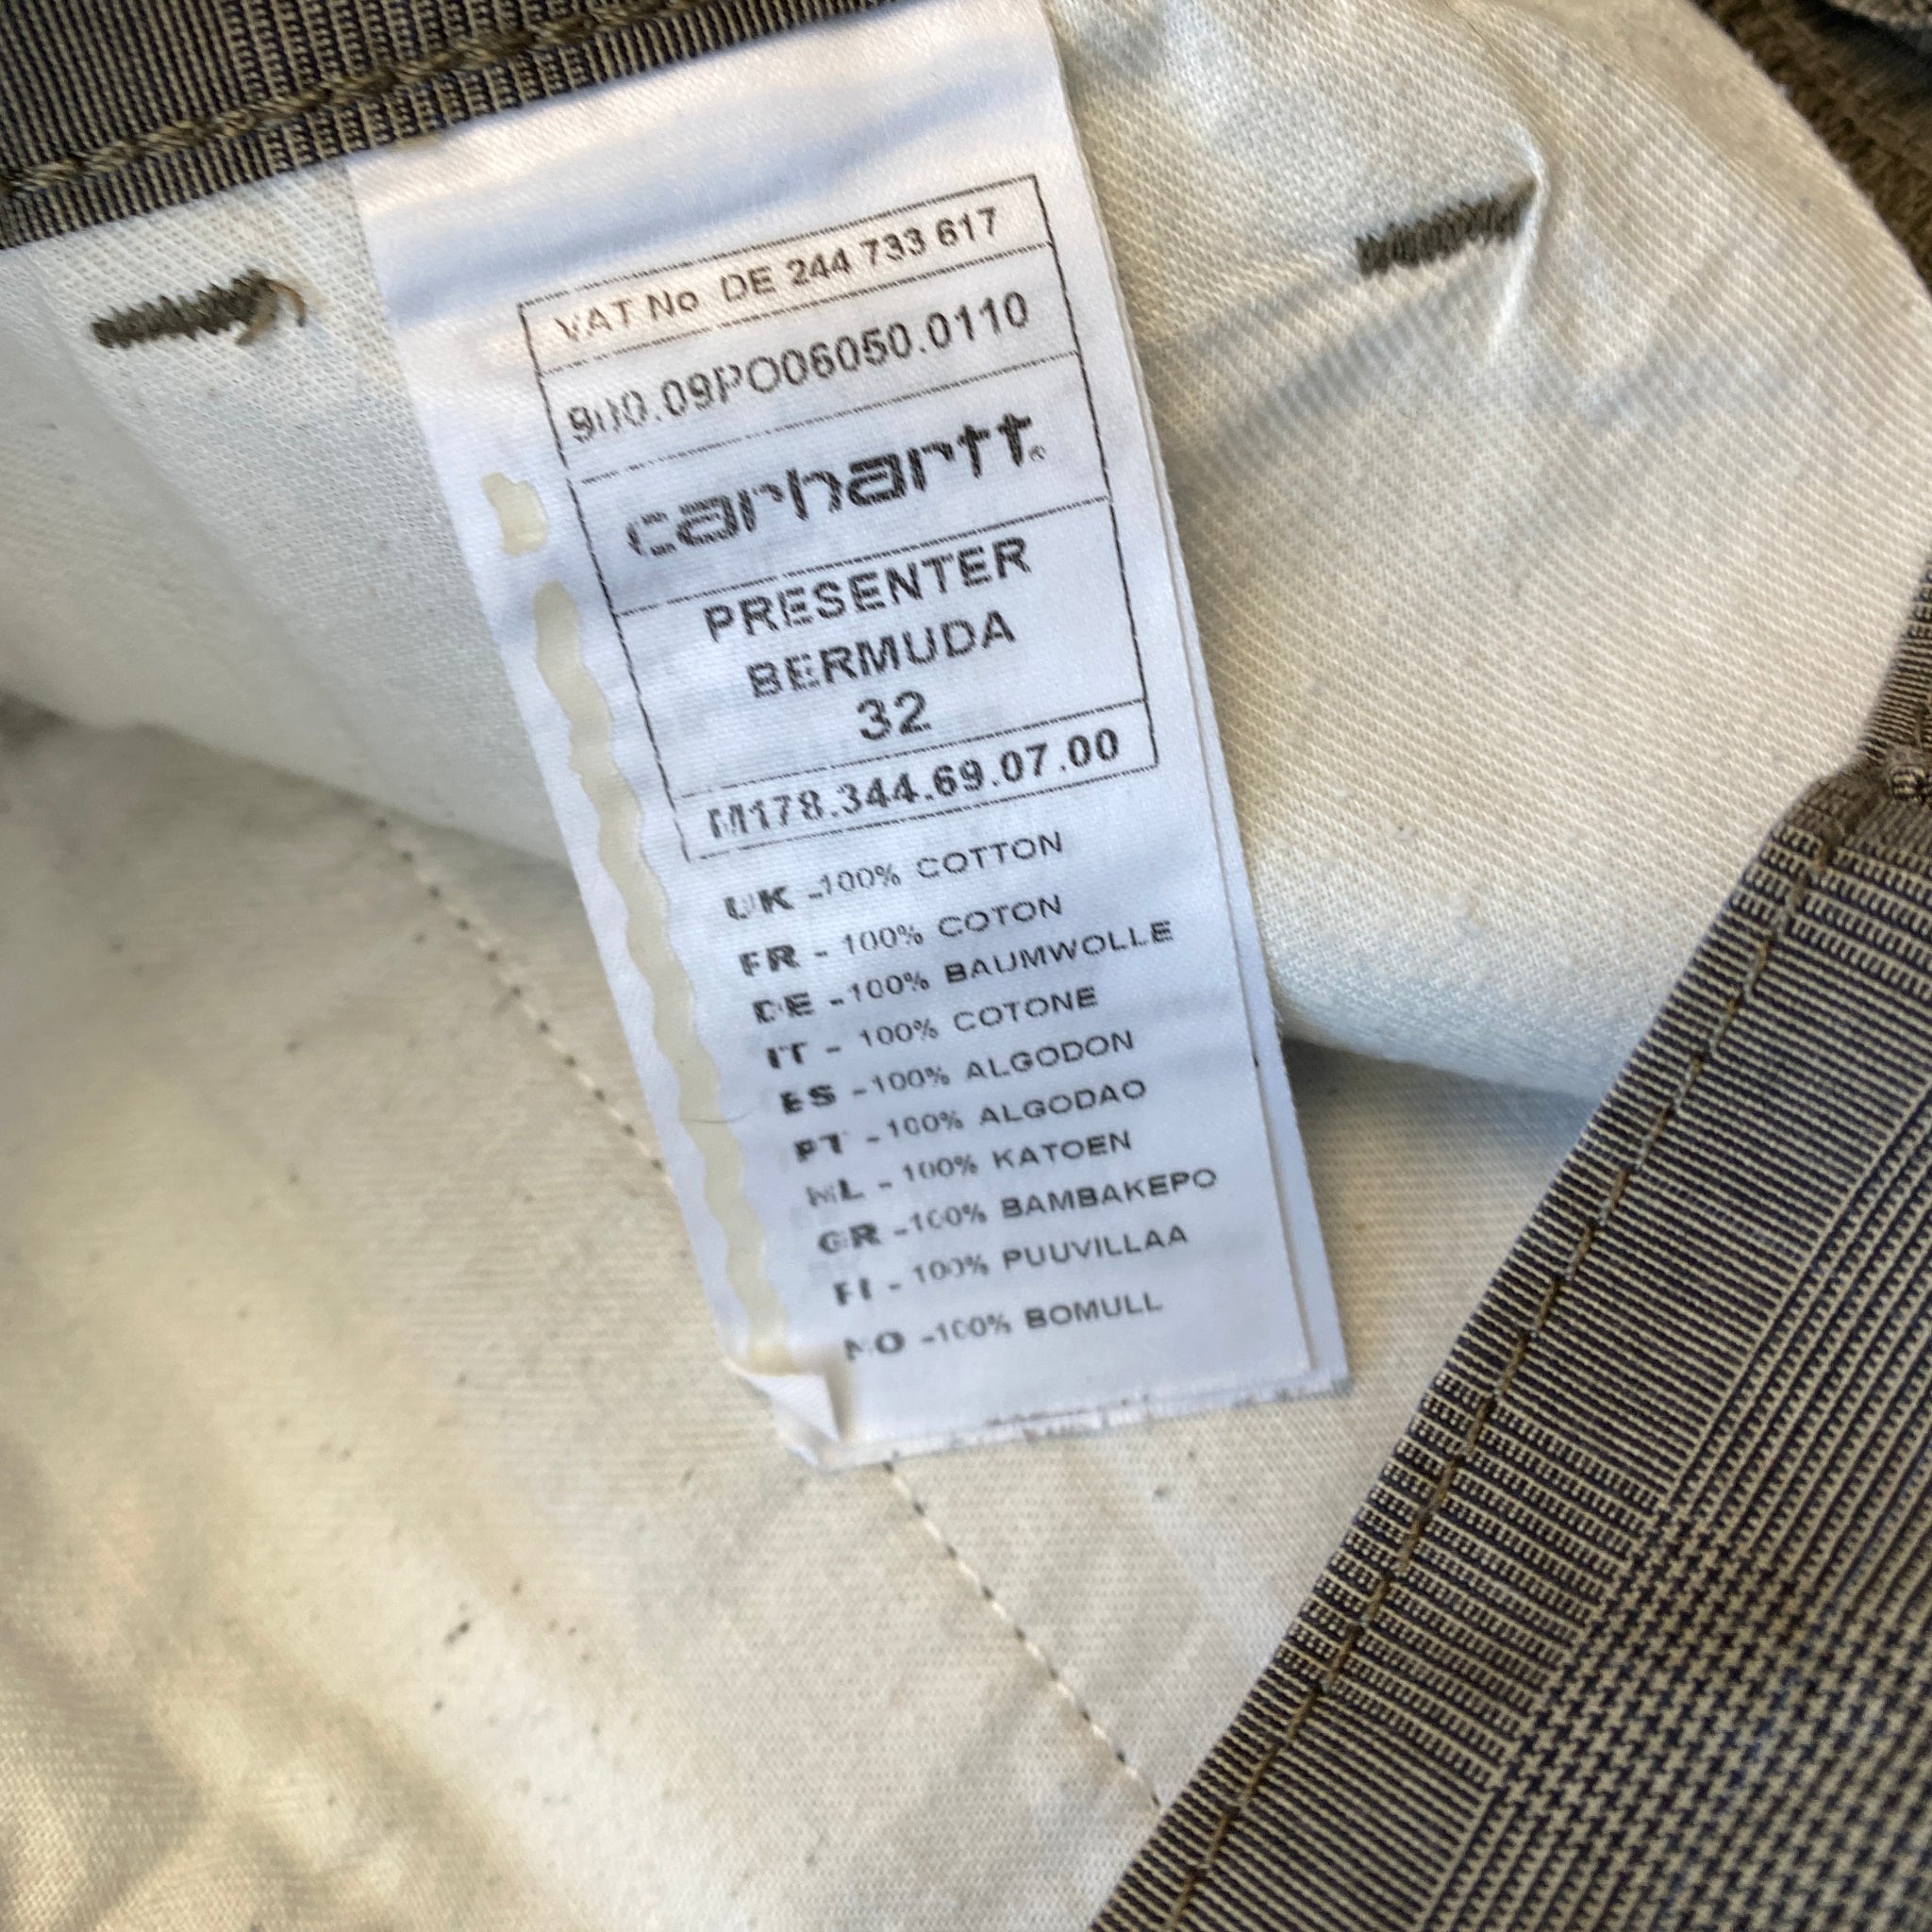 VAT No DE 244 733 617
900.09PO06050.0110
carhartt®
PRESENTER
BERMUDA
32
M178.344.69.07.00
UK -100% COTTON
FR - 100% COTON
DE -100% BAUMWOLLE
IT - 100% COTONE
ES -100% ALGODON
PT -100% ALGODAO
NL - 100% KATOEN
GR -100% BAMBAKEPO
FI - 100% PUUVILLAA
NO -100% BOMULL